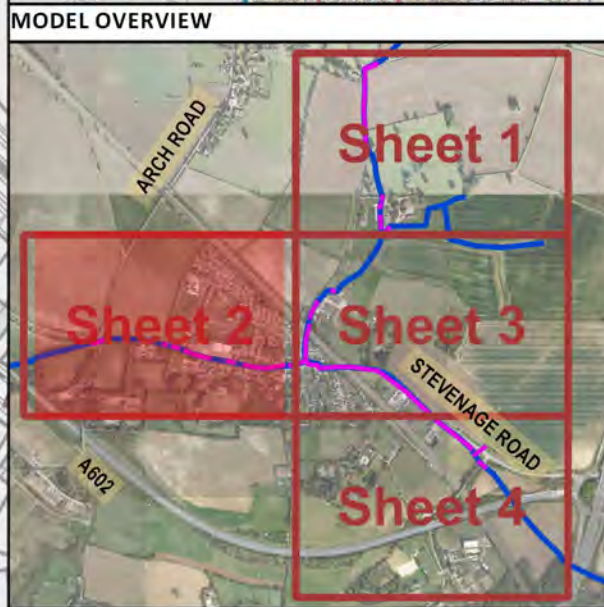 MODEL OVERVIEW
ARCH ROAD
Sheet 1
Sheet 2
Sheet 3
STEVENAGE ROAD
A602
Sheet 4